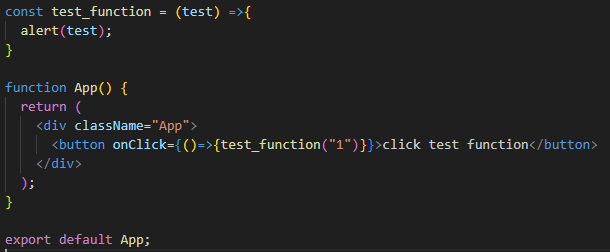 const test_function = (test) =>{
  alert(test);
}
function App() {
  return (
    <div className="App">
      <button onClick={()=>{test_function("1")}}>click test function</button>
    </div>
  );
}
export default App;